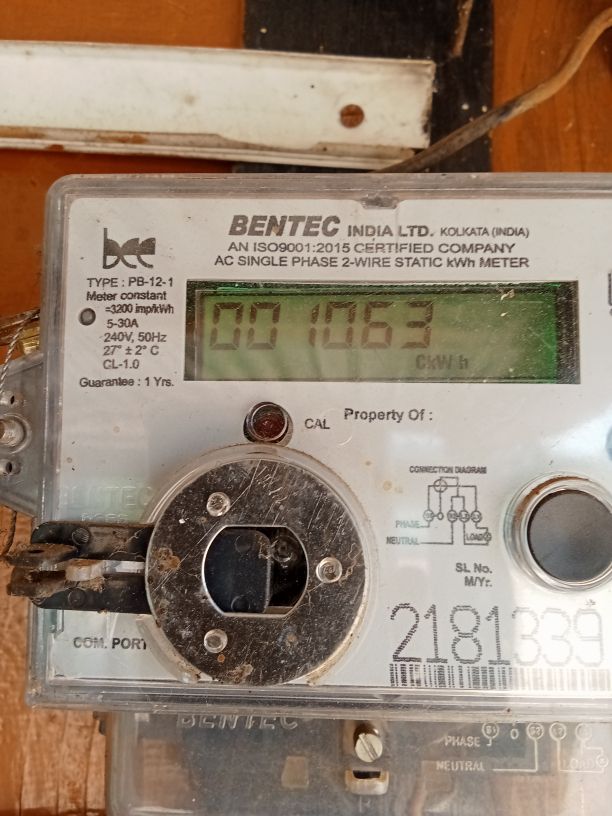 bee
BENTEC INDIA LTD. KOLKATA (INDIA)
AN ISO9001:2015 CERTIFIED COMPANY
AC SINGLE PHASE 2-WIRE STATIC kWh METER
TYPE : PB-12-1
Meter constant
=3200 imp/kWh
5-30A
240V, 50Hz
27° ± 2° C
CL-1.0
Guarantee : 1 Yrs.
001063
CkWh
CAL
Property Of :
CONNECTION DIAGRAM
PHASE
NEUTRAL
LOAD
SL. No.
M/Yr.
BENTEC
COM. PORT
2181339
BENTEC
PHASE
NEUTRAL
LOAD